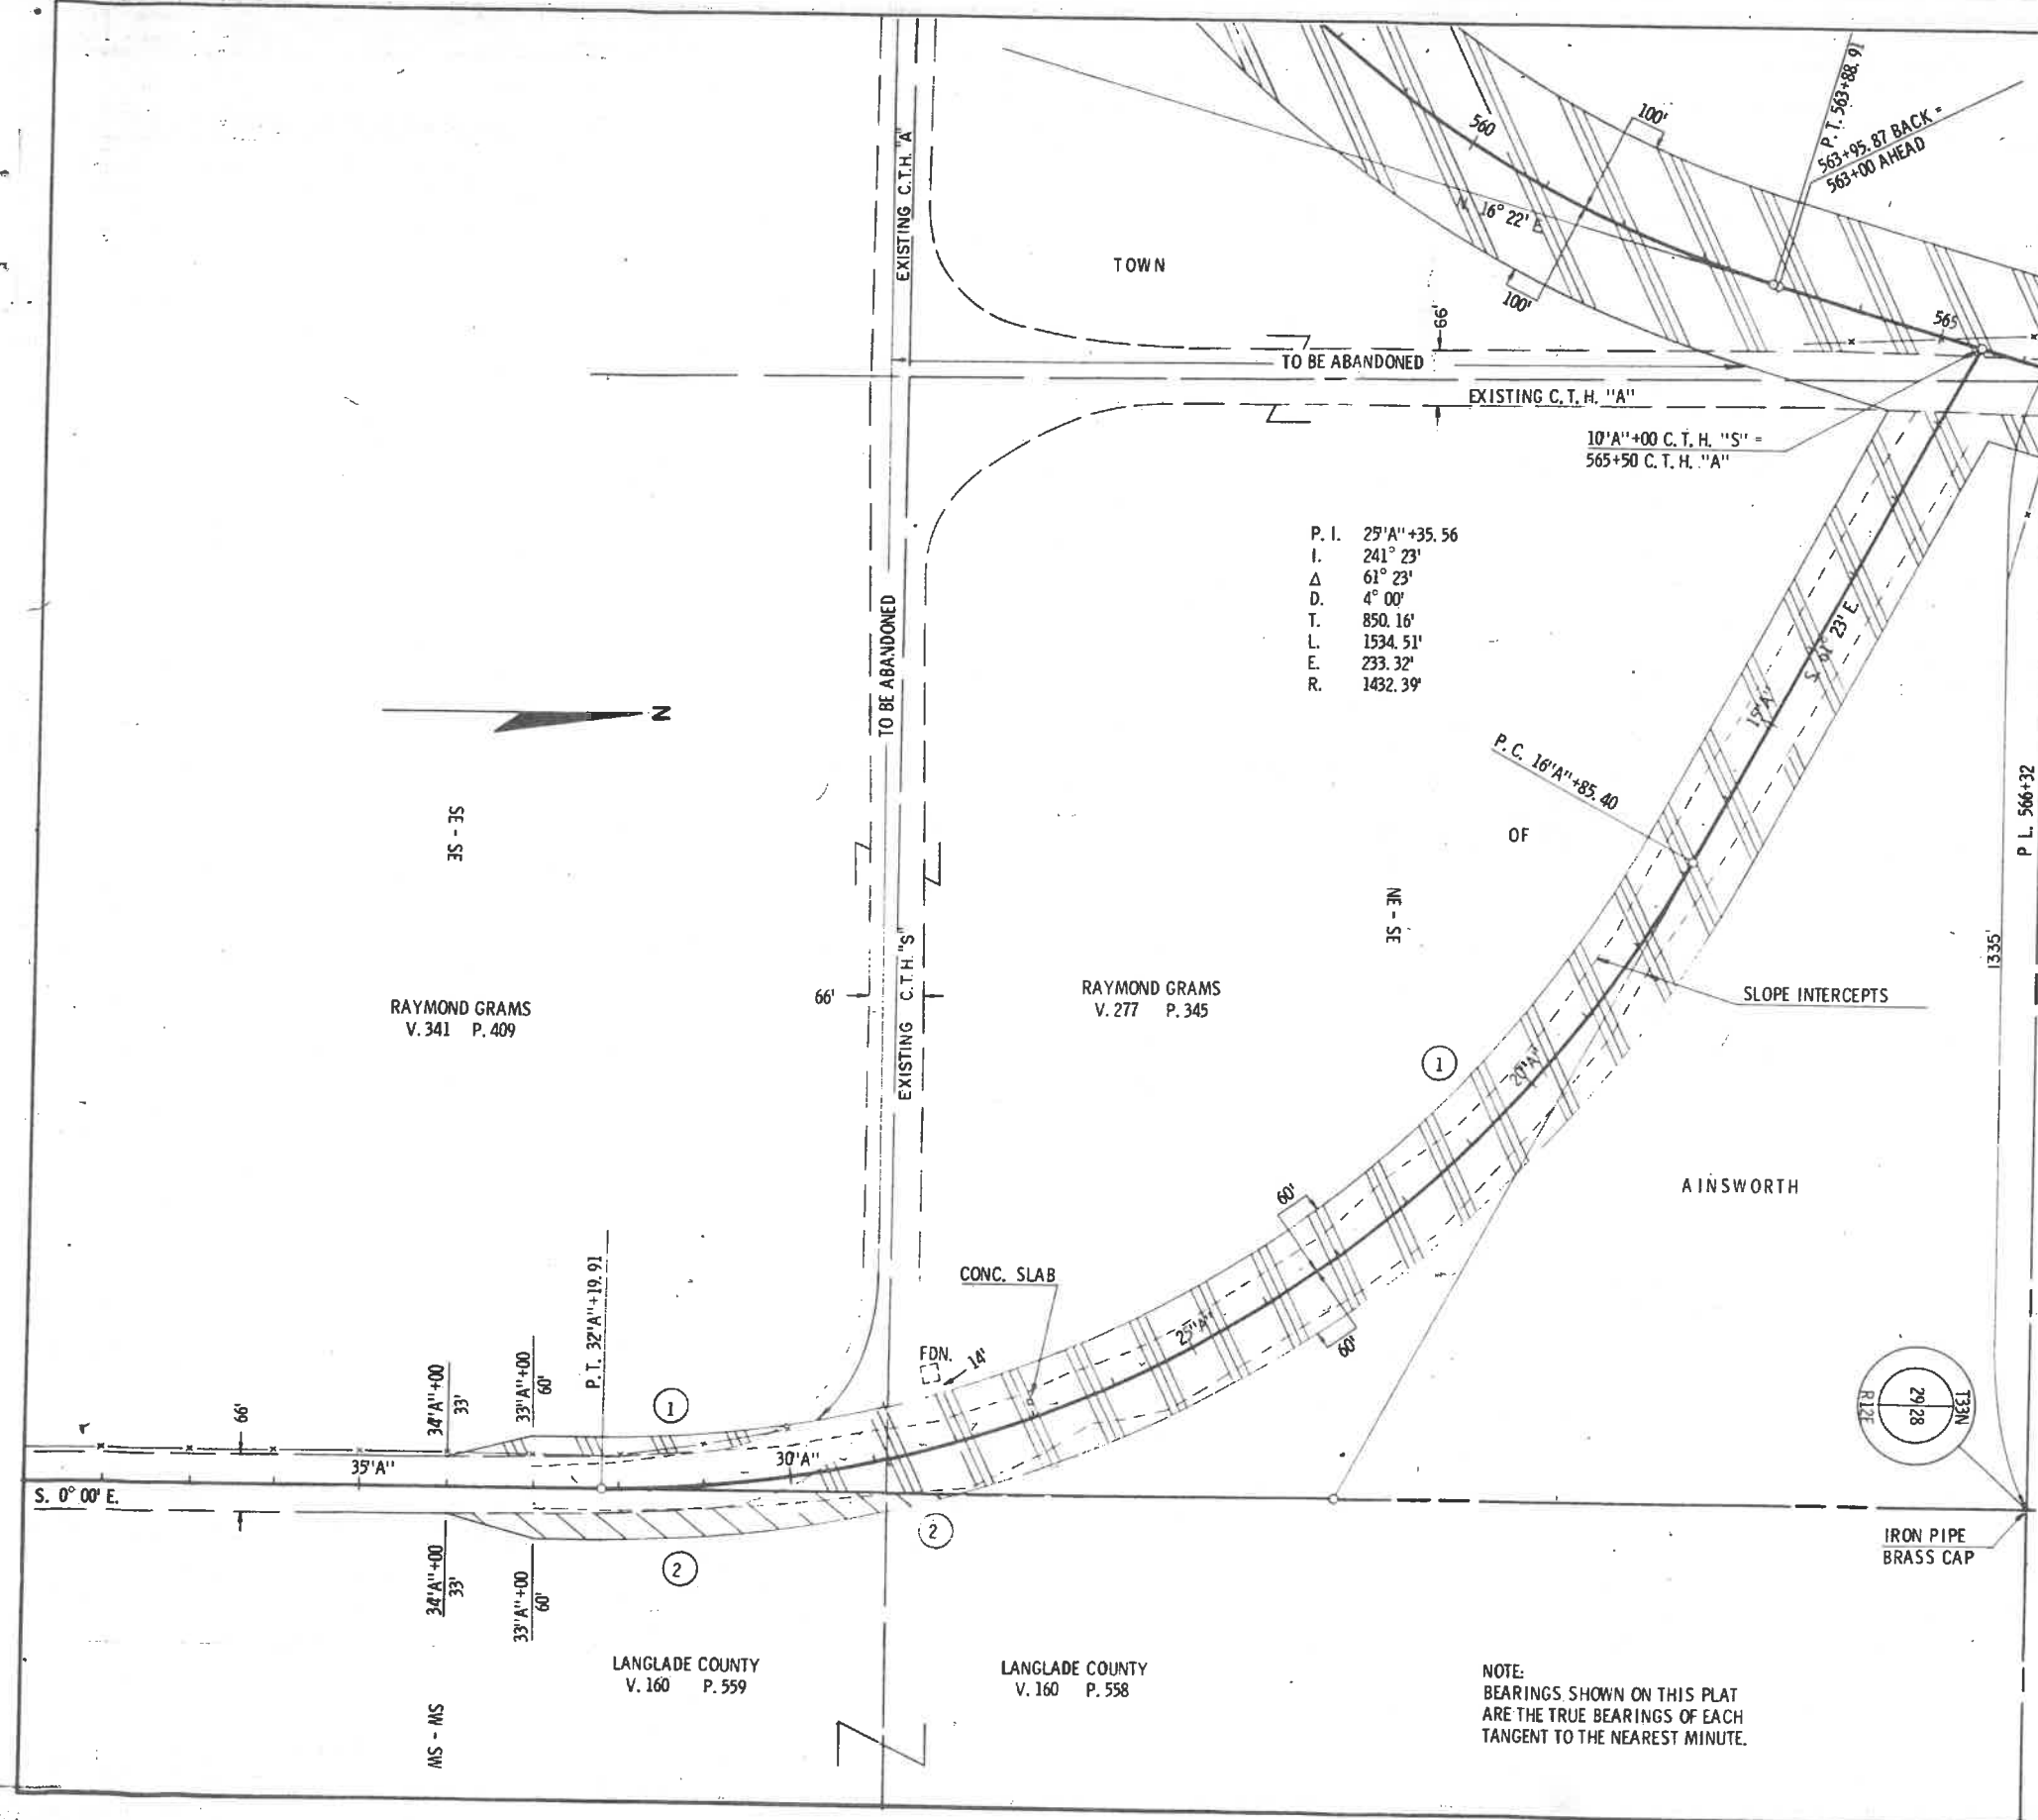 EXISTING C.T.H. "A"
TOWN
560
100'
100'
N 16° 22' E
P. T. 563+88. 91
563+95. 87 BACK =
563+00 AHEAD
565
66'
TO BE ABANDONED
EXISTING C. T. H. "A"
10"A"+00 C. T. H. "S" =
565+50 C. T. H. "A"
P. I. 25"A"+35. 56
I. 241° 23'
Δ 61° 23'
D. 4° 00'
T. 850. 16'
L. 1534. 51'
E. 233. 32'
R. 1432. 39'
TO BE ABANDONED
N
SE - SE
S. 61° 23' E.
15"A"
P. C. 16"A"+85. 40
OF
NE - SE
P L. 566+32
1335'
RAYMOND GRAMS
V. 341 P. 409
66'
EXISTING C.T.H. "S"
RAYMOND GRAMS
V. 277 P. 345
SLOPE INTERCEPTS
1
20"A"
AINSWORTH
60'
60'
CONC. SLAB
25"A"
FDN.
14'
P. T. 32"A"+19. 91
34"A"+00
33'
33"A"+00
60'
1
66'
35"A"
30"A"
S. 0° 00' E.
T33N
29 28
R12E
2
2
34"A"+00
33'
33"A"+00
60'
IRON PIPE
BRASS CAP
SW - SW
LANGLADE COUNTY
V. 160 P. 559
LANGLADE COUNTY
V. 160 P. 558
NOTE:
BEARINGS SHOWN ON THIS PLAT
ARE THE TRUE BEARINGS OF EACH
TANGENT TO THE NEAREST MINUTE.